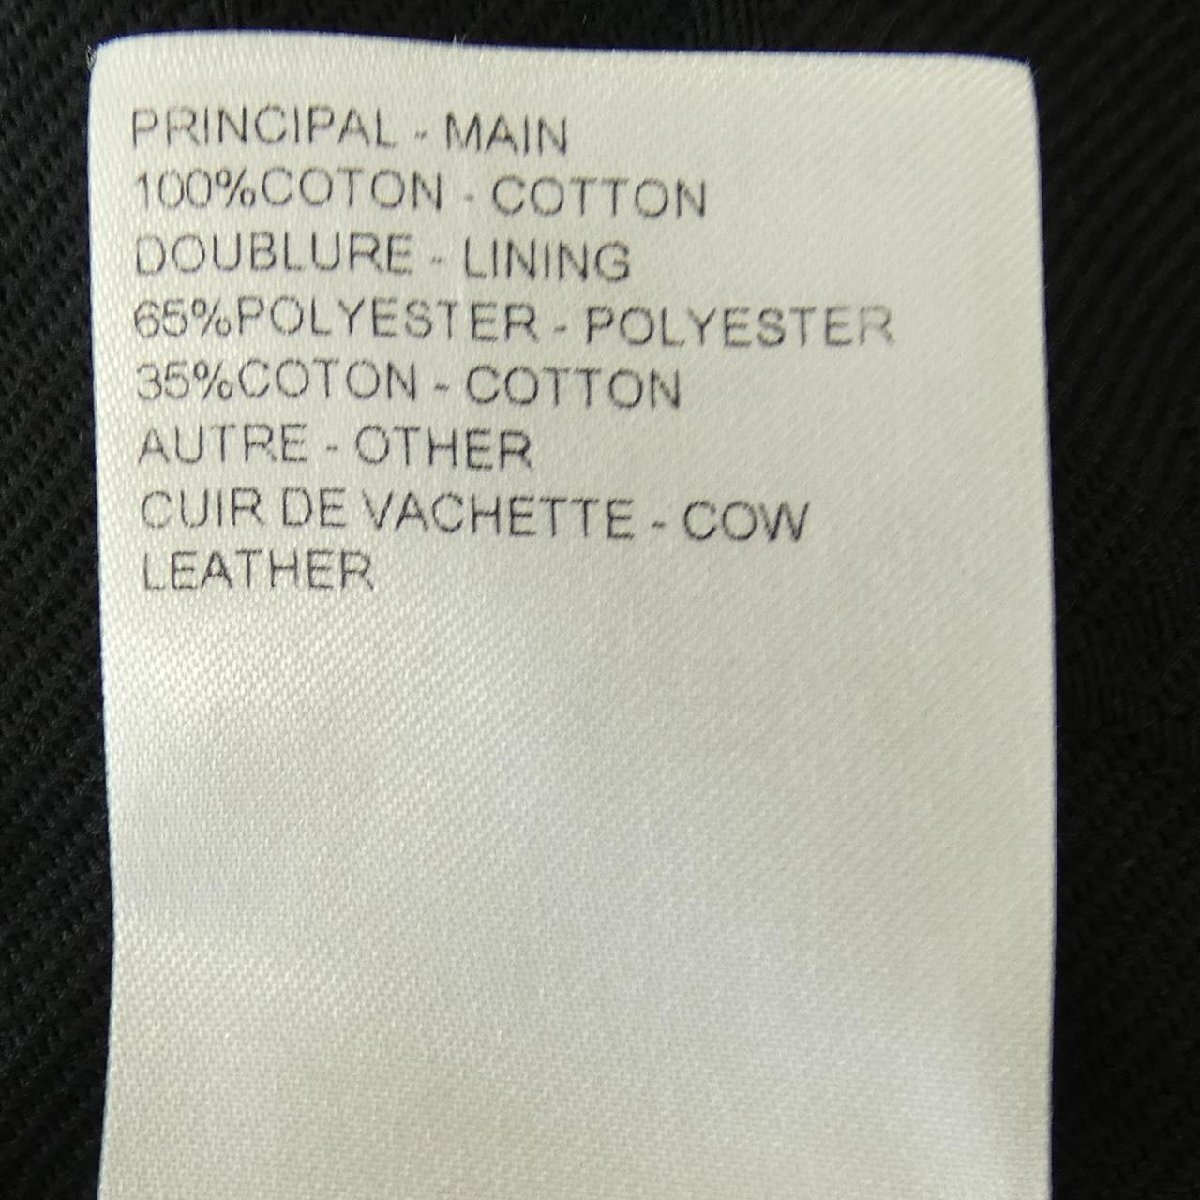 PRINCIPAL - MAIN
100%COTON - COTTON
DOUBLURE - LINING
65%POLYESTER - POLYESTER
35%COTON - COTTON
AUTRE - OTHER
CUIR DE VACHETTE - COW
LEATHER